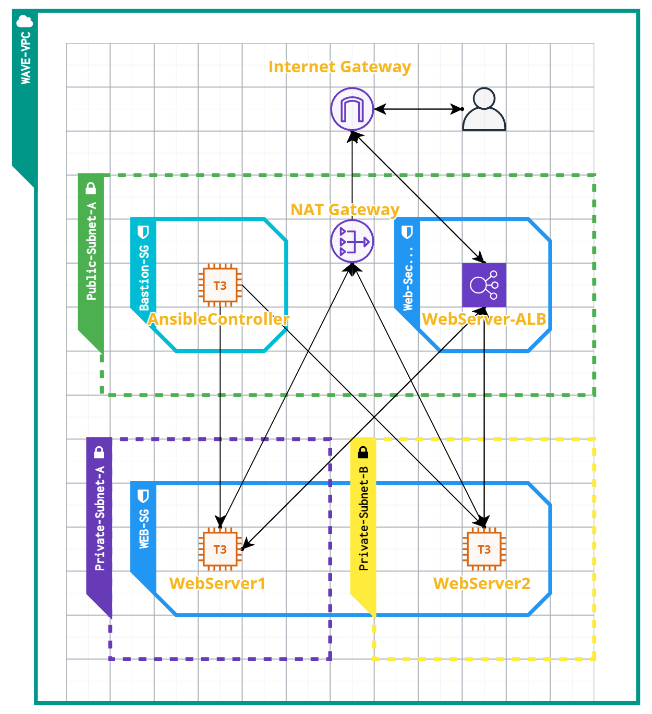 WAVE-VPC
Internet Gateway
Public-Subnet-A
NAT Gateway
Bastion-SG
T3
AnsibleController
Web-Sec...
WebServer-ALB
Private-Subnet-A
WEB-SG
T3
WebServer1
Private-Subnet-B
T3
WebServer2